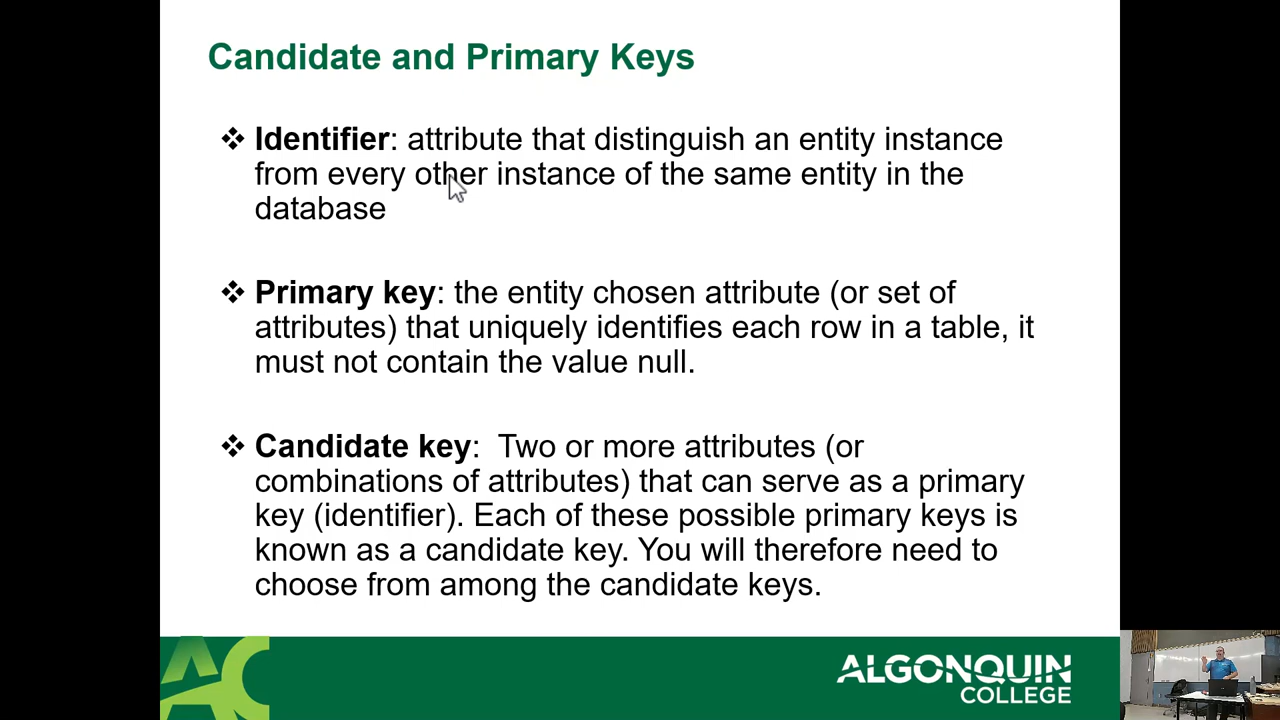 Candidate and Primary Keys
❖ Identifier: attribute that distinguish an entity instance
from every other instance of the same entity in the
database
❖ Primary key: the entity chosen attribute (or set of
attributes) that uniquely identifies each row in a table, it
must not contain the value null.
❖ Candidate key:  Two or more attributes (or
combinations of attributes) that can serve as a primary
key (identifier). Each of these possible primary keys is
known as a candidate key. You will therefore need to
choose from among the candidate keys.
AC
ALGONQUIN
COLLEGE